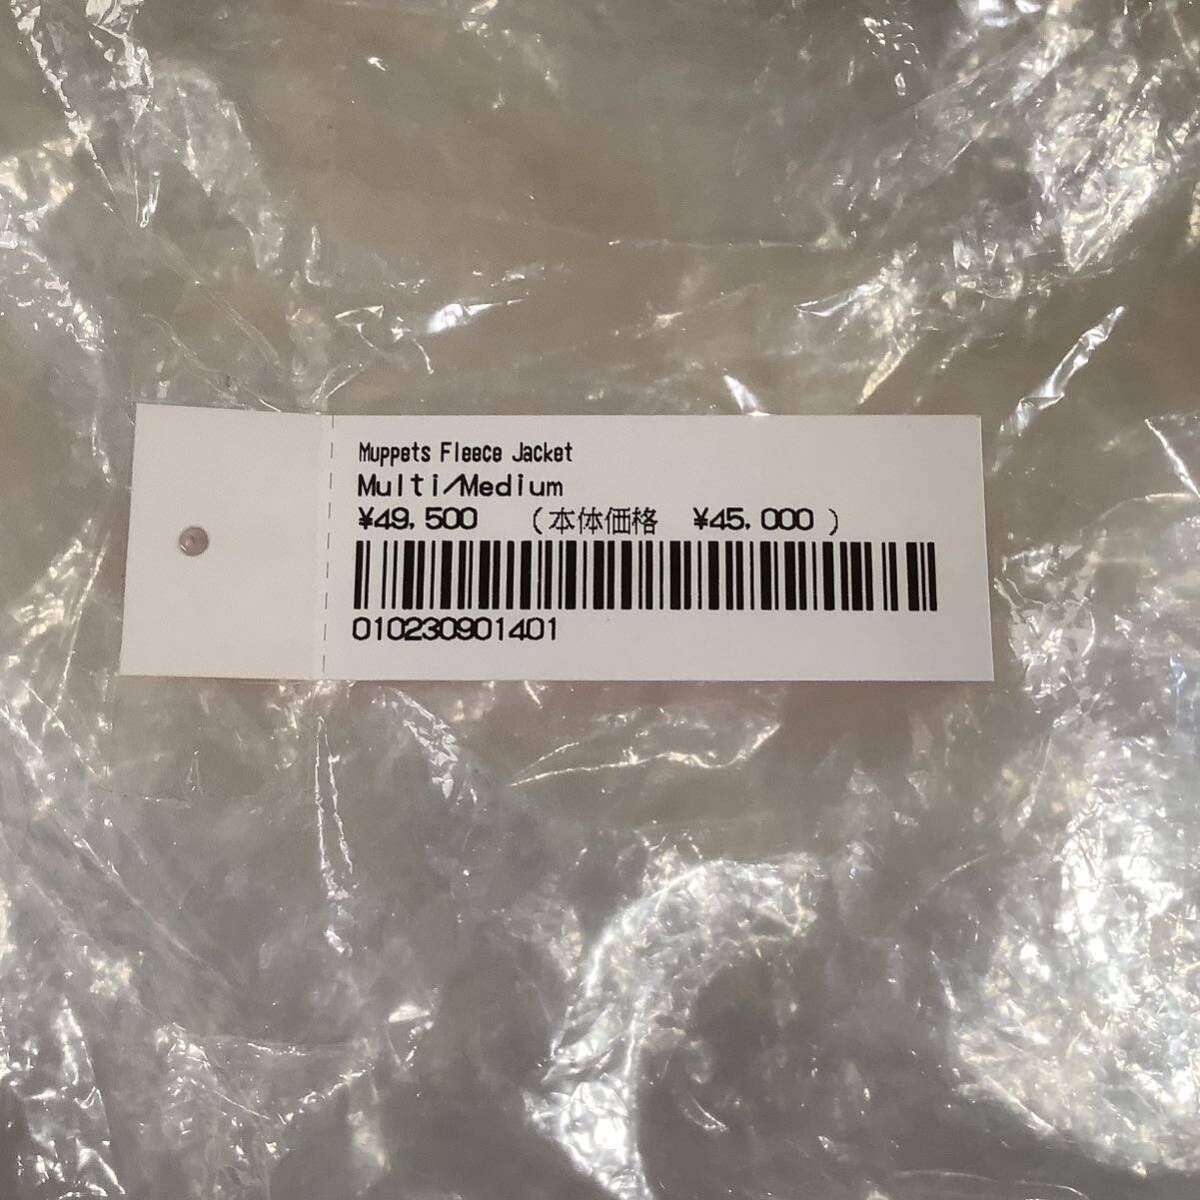 Muppets Fleece Jacket
Multi/Medium
¥49,500 (本体価格 ¥45,000)
010230901401